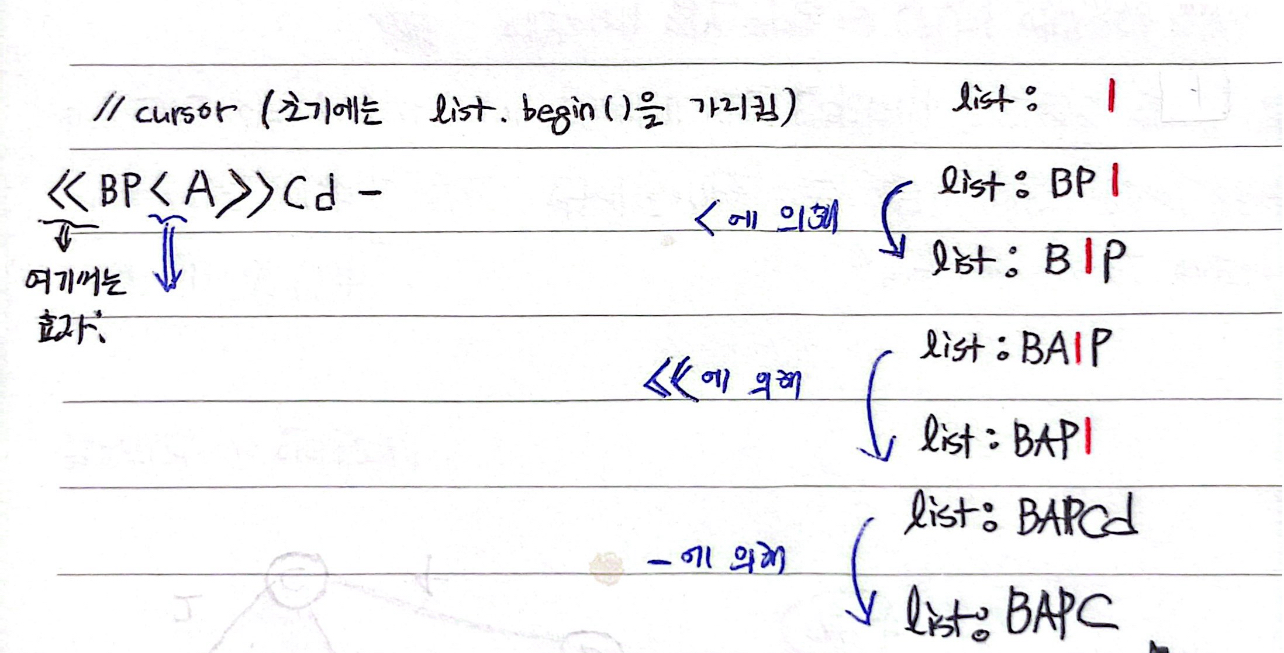 // cursor (초기에는 list.begin()을 가리킴) list: |
<<BP<A>>Cd-
list: BP|
<에 의해
list: B|P
여기까지는
효과x
list: BA|P
<<에 의해
list: BAP|
list: BAPCd
-에 의해
list: BAPC